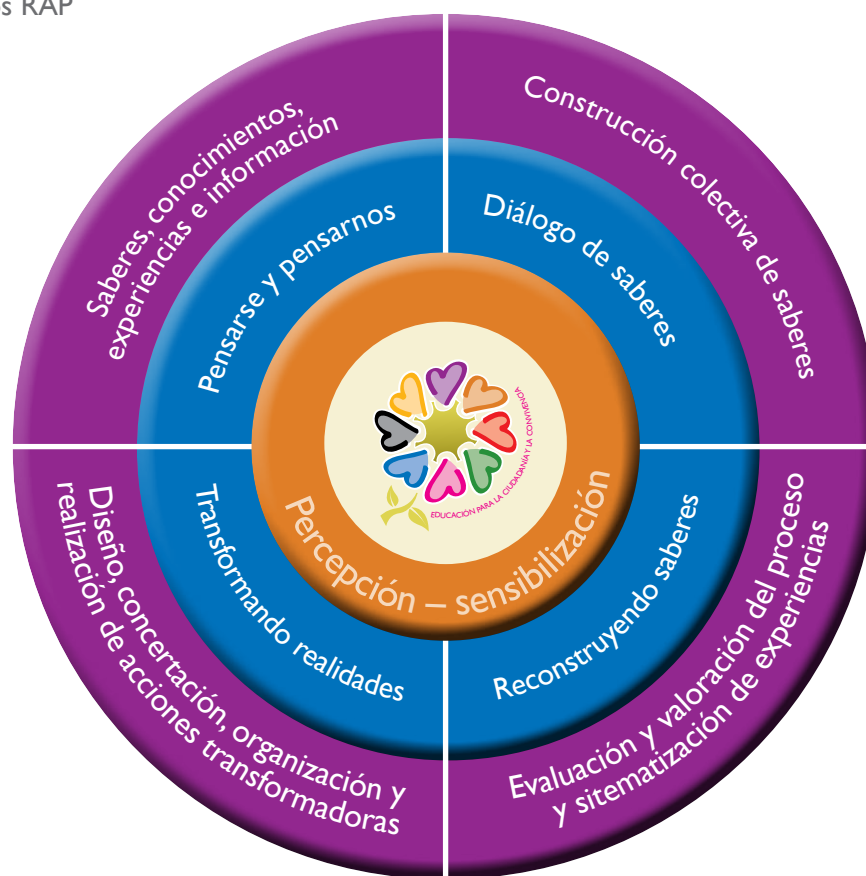 os RAP
Saberes, conocimientos,
experiencias e información
Construcción colectiva de saberes
Pensarse y pensarnos
Diálogo de saberes
EDUCACIÓN PARA LA CIUDADANÍA Y LA CONVIVENCIA
Percepción – sensibilización
Transformando realidades
Reconstruyendo saberes
Diseño, concertación, organización y
realización de acciones transformadoras
Evaluación y valoración del proceso
y sitematización de experiencias